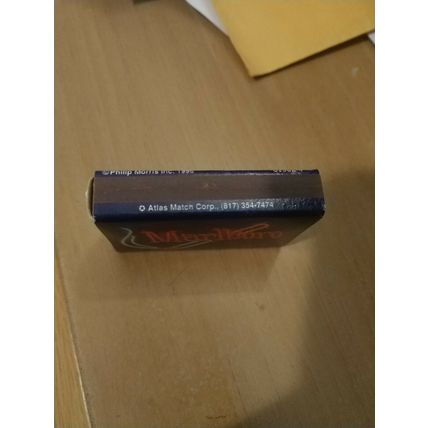 ©Philip Morris Inc. 1996
✪ Atlas Match Corp., (817) 354-7474
Marlboro